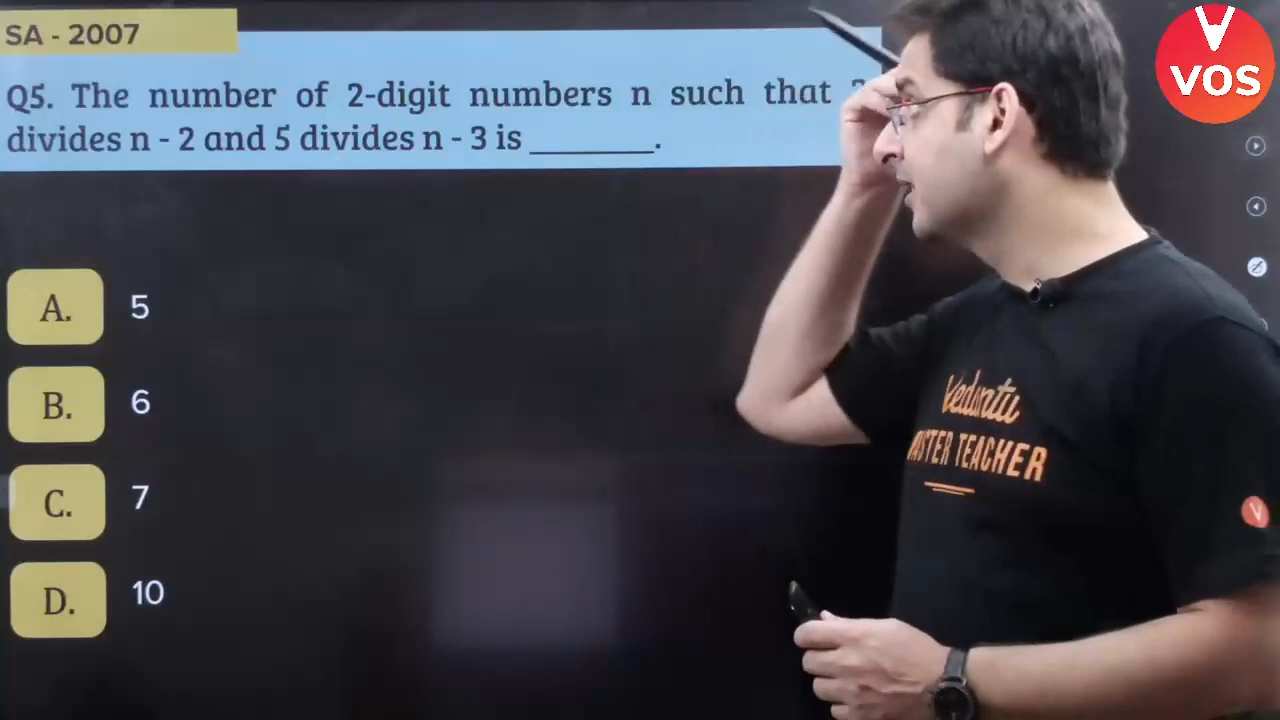 SA - 2007
Q5. The number of 2-digit numbers n such that
divides n - 2 and 5 divides n - 3 is ________.
A. 5
B. 6
C. 7
D. 10
Vedantu
MASTER TEACHER
V
VOS
V